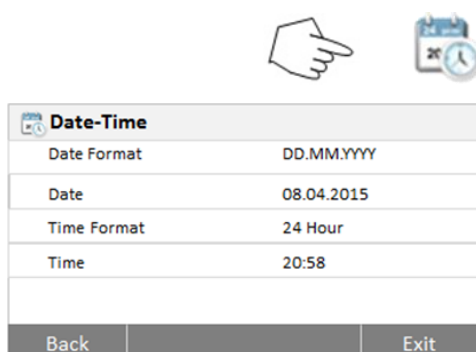 Date-Time
Date Format DD.MM.YYYY
Date 08.04.2015
Time Format 24 Hour
Time 20:58
Back Exit